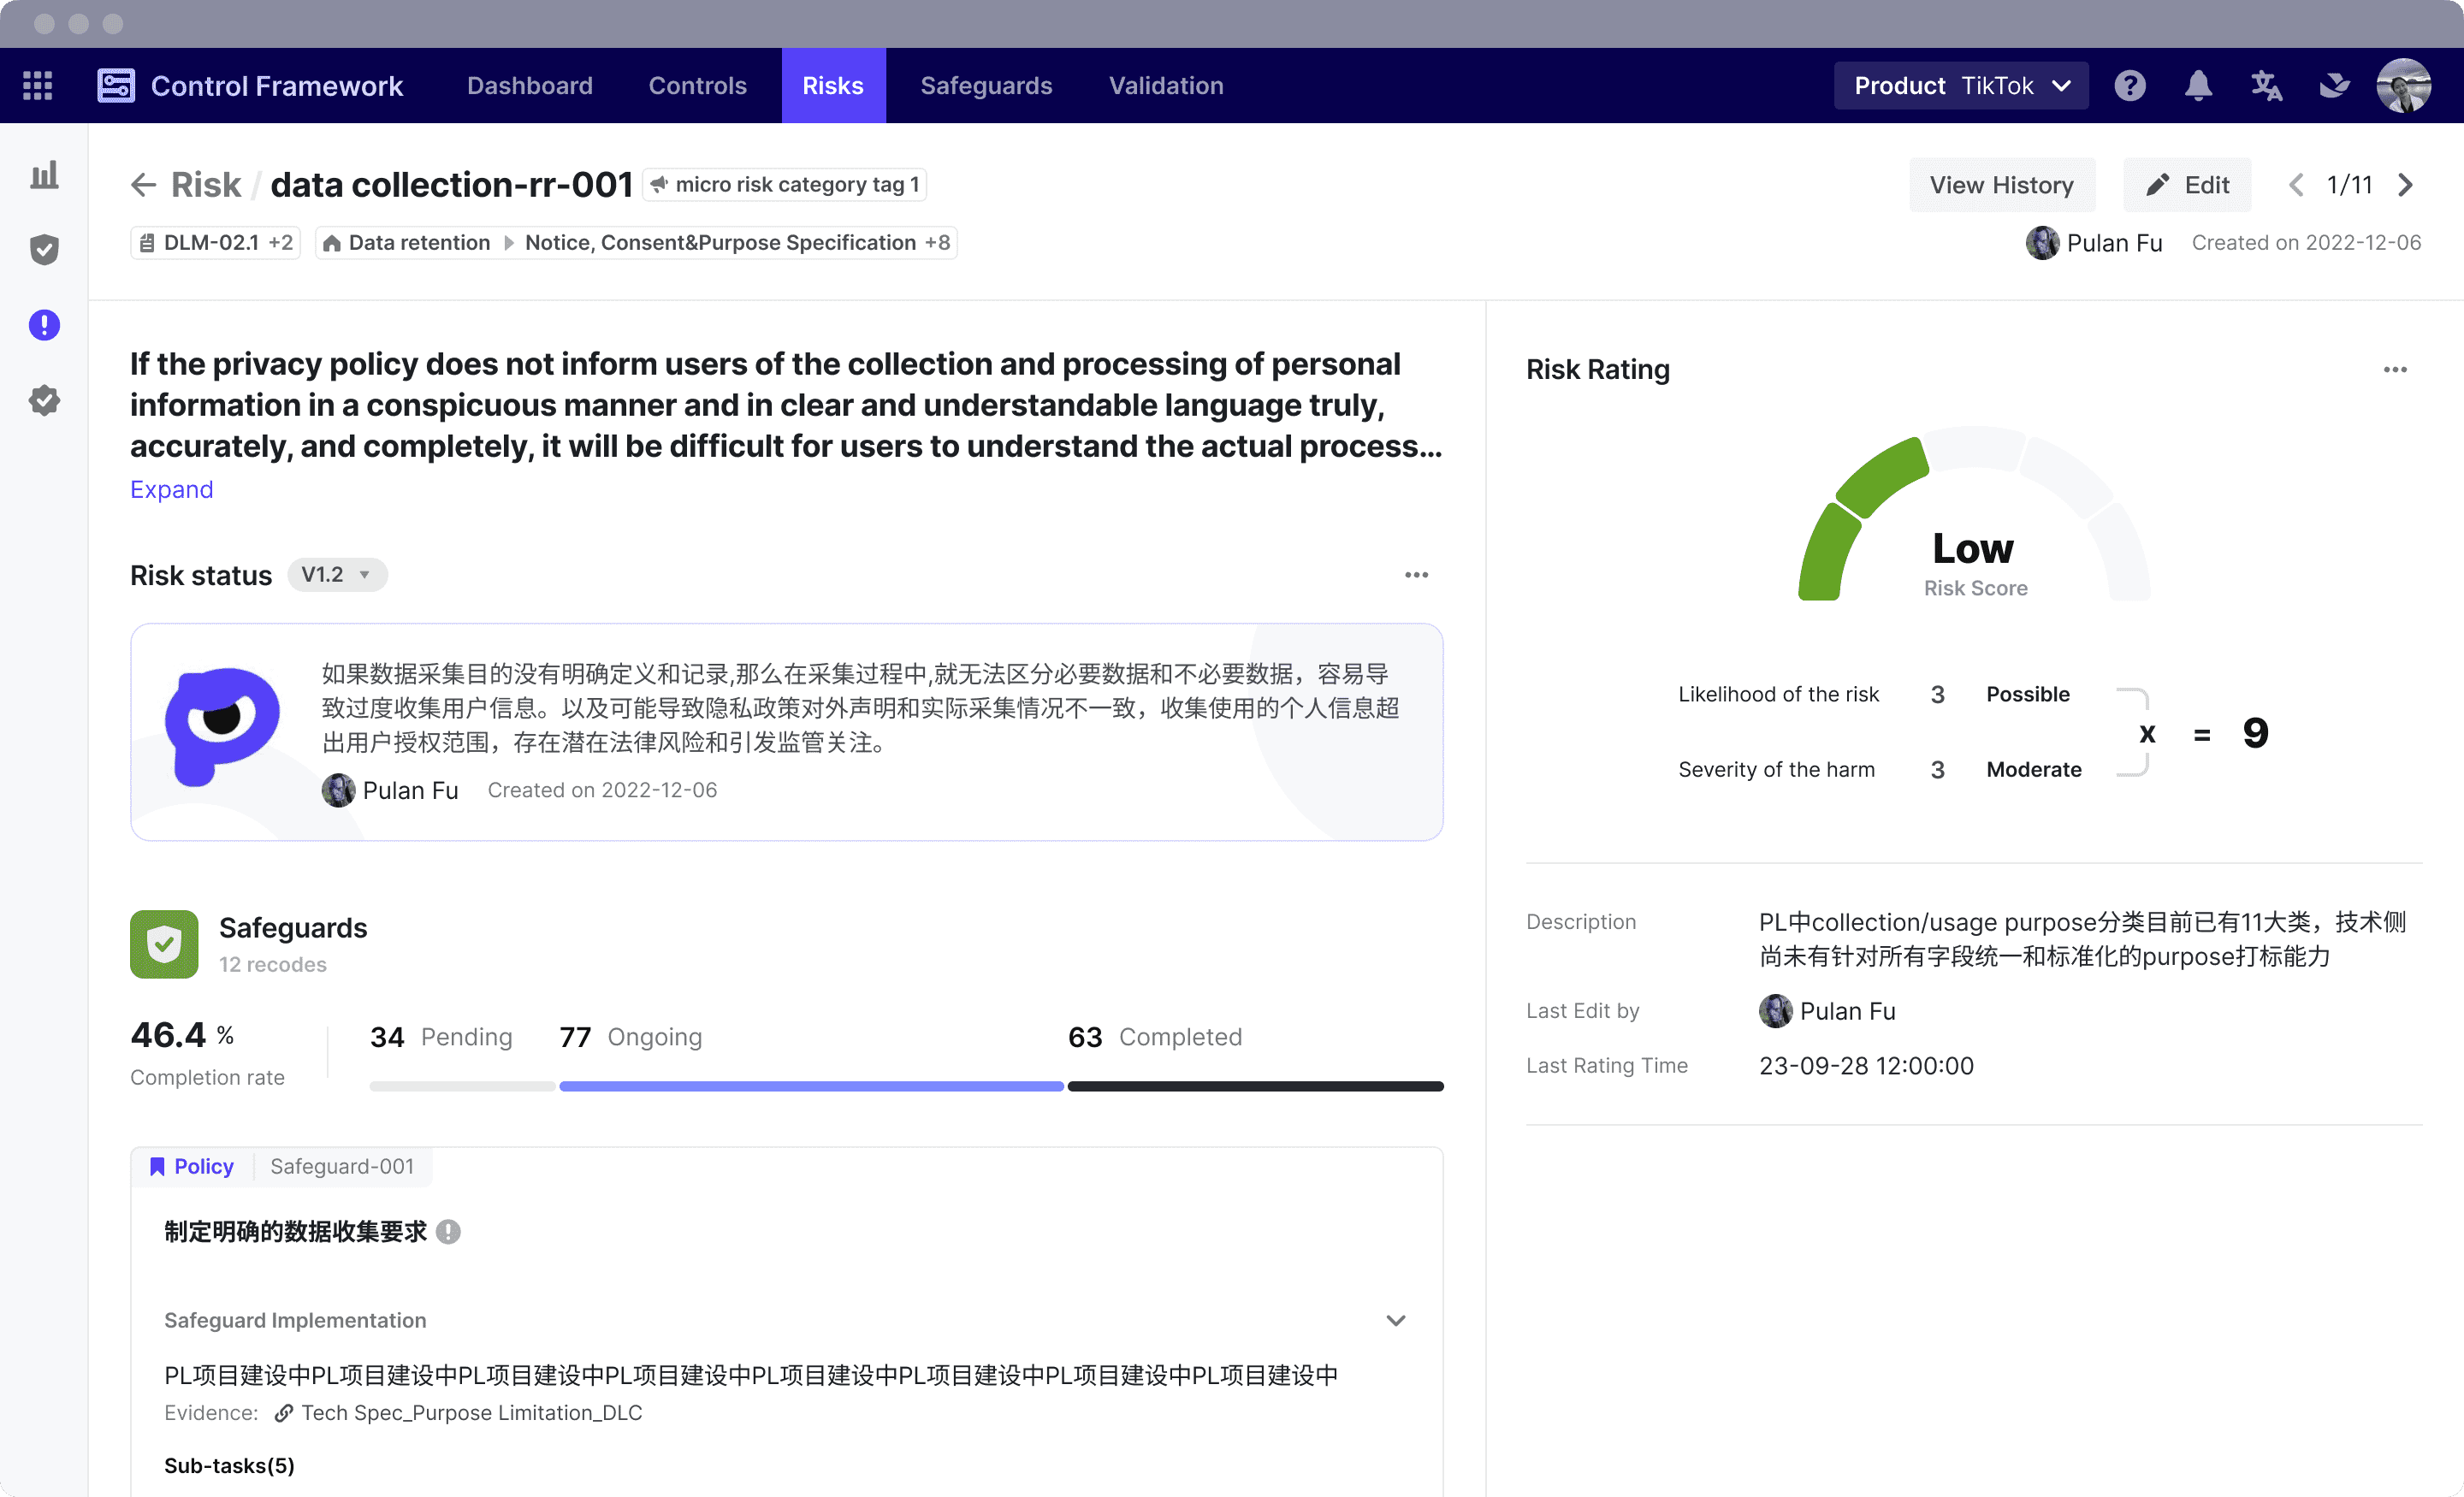 Control Framework Dashboard Controls Risks Safeguards Validation Product TikTok
Risk / data collection-rr-001 micro risk category tag 1 View History Edit 1/11
DLM-02.1 +2 Data retention Notice, Consent&Purpose Specification +8 Pulan Fu Created on 2022-12-06
If the privacy policy does not inform users of the collection and processing of personal
information in a conspicuous manner and in clear and understandable language truly,
accurately, and completely, it will be difficult for users to understand the actual process...
Expand
Risk status V1.2
如果数据采集目的没有明确定义和记录,那么在采集过程中,就无法区分必要数据和不必要数据，容易导
致过度收集用户信息。以及可能导致隐私政策对外声明和实际采集情况不一致，收集使用的个人信息超
出用户授权范围，存在潜在法律风险和引发监管关注。
Pulan Fu Created on 2022-12-06
Safeguards
12 recodes
46.4 % 34 Pending 77 Ongoing 63 Completed
Completion rate
Policy Safeguard-001
制定明确的数据收集要求
Safeguard Implementation
PL项目建设中PL项目建设中PL项目建设中PL项目建设中PL项目建设中PL项目建设中PL项目建设中PL项目建设中
Evidence: Tech Spec_Purpose Limitation_DLC
Sub-tasks(5)
Risk Rating
Low
Risk Score
Likelihood of the risk 3 Possible
x = 9
Severity of the harm 3 Moderate
Description PL中collection/usage purpose分类目前已有11大类，技术侧
尚未有针对所有字段统一和标准化的purpose打标能力
Last Edit by Pulan Fu
Last Rating Time 23-09-28 12:00:00